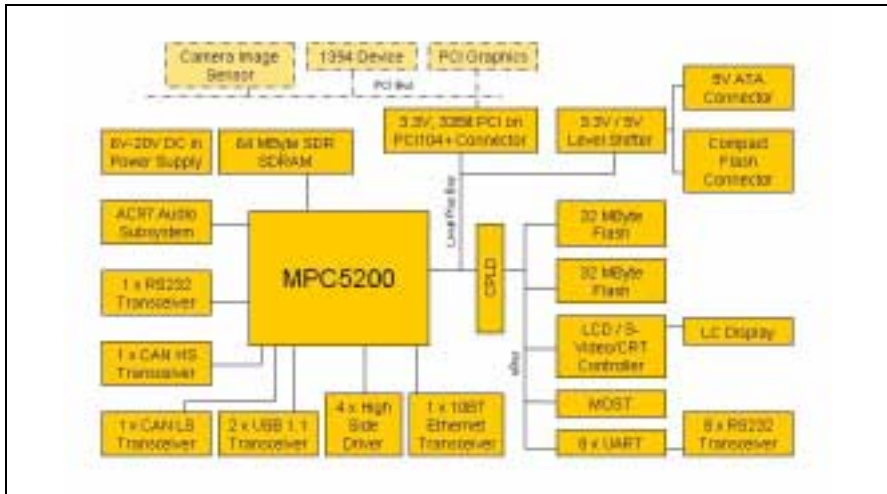 Camera Image
Sensor
1394 Device
PCI Graphics
PCI Bus
6V-20V DC in
Power Supply
64 MByte SDR
SDRAM
3.3V, 32Bit PCI on
PCI104+ Connector
3.3V / 5V
Level Shifter
5V ATA
Connector
Compact
Flash
Connector
AC97 Audio
Subsystem
MPC5200
CPLD
32 MByte
Flash
1 x RS232
Transceiver
32 MByte
Flash
1 x CAN HS
Transceiver
LCD / S-
Video/CRT
Controller
LC Display
MOST
1 x CAN LS
Transceiver
2 x USB 1.1
Transceiver
4 x High
Side
Driver
1 x 10BT
Ethernet
Transceiver
8 x UART
8 x RS232
Transceiver